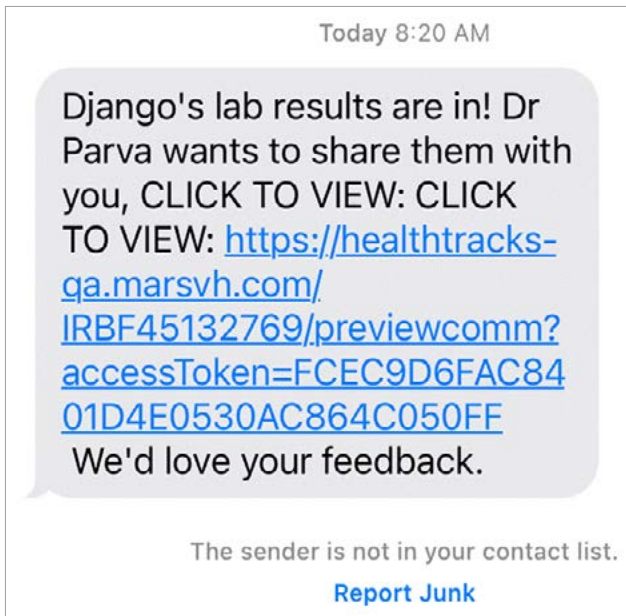 Today 8:20 AM
Django's lab results are in! Dr
Parva wants to share them with
you, CLICK TO VIEW: CLICK
TO VIEW: https://healthtracks-
qa.marsvh.com/
IRBF45132769/previewcomm?
accessToken=FCEC9D6FAC84
01D4E0530AC864C050FF
We'd love your feedback.
The sender is not in your contact list.
Report Junk